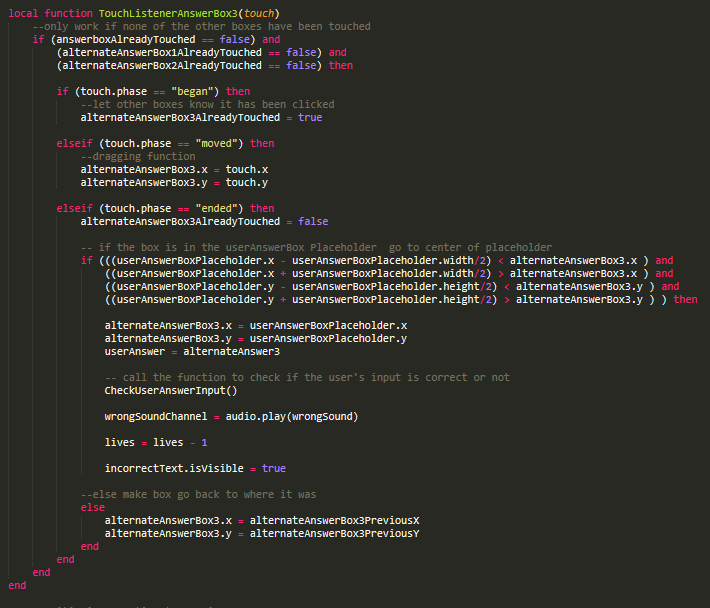 local function TouchListenerAnswerBox3(touch)
--only work if none of the other boxes have been touched
if (answerboxAlreadyTouched == false) and
(alternateAnswerBox1AlreadyTouched == false) and
(alternateAnswerBox2AlreadyTouched == false) then
if (touch.phase == "began") then
--let other boxes know it has been clicked
alternateAnswerBox3AlreadyTouched = true
elseif (touch.phase == "moved") then
--dragging function
alternateAnswerBox3.x = touch.x
alternateAnswerBox3.y = touch.y
elseif (touch.phase == "ended") then
alternateAnswerBox3AlreadyTouched = false
-- if the box is in the userAnswerBox Placeholder  go to center of placeholder
if (((userAnswerBoxPlaceholder.x - userAnswerBoxPlaceholder.width/2) < alternateAnswerBox3.x ) and
((userAnswerBoxPlaceholder.x + userAnswerBoxPlaceholder.width/2) > alternateAnswerBox3.x ) and
((userAnswerBoxPlaceholder.y - userAnswerBoxPlaceholder.height/2) < alternateAnswerBox3.y ) and
((userAnswerBoxPlaceholder.y + userAnswerBoxPlaceholder.height/2) > alternateAnswerBox3.y ) ) then
alternateAnswerBox3.x = userAnswerBoxPlaceholder.x
alternateAnswerBox3.y = userAnswerBoxPlaceholder.y
userAnswer = alternateAnswer3
-- call the function to check if the user's input is correct or not
CheckUserAnswerInput()
wrongSoundChannel = audio.play(wrongSound)
lives = lives - 1
incorrectText.isVisible = true
--else make box go back to where it was
else
alternateAnswerBox3.x = alternateAnswerBox3PreviousX
alternateAnswerBox3.y = alternateAnswerBox3PreviousY
end
end
end
end